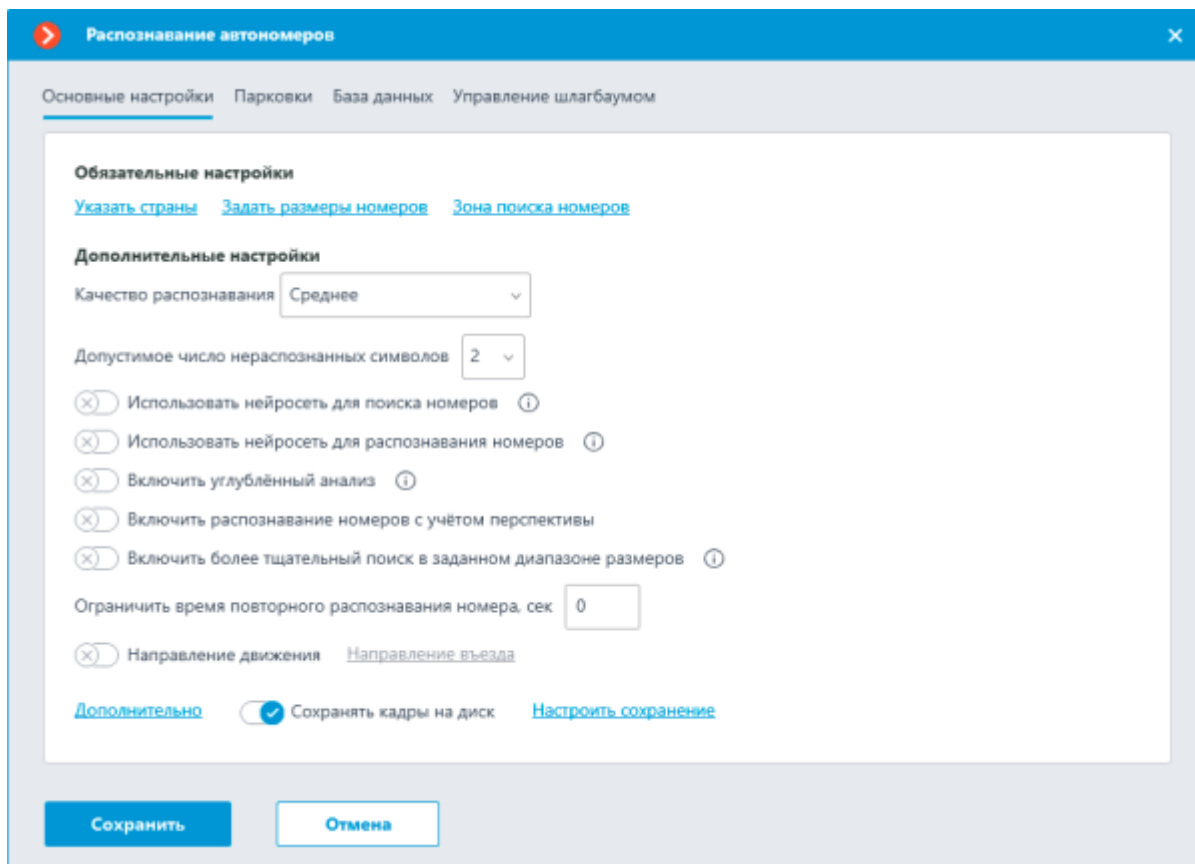 Распознавание автономеров
Основные настройки Парковки База данных Управление шлагбаумом
Обязательные настройки
Указать страны Задать размеры номеров Зона поиска номеров
Дополнительные настройки
Качество распознавания Среднее
Допустимое число нераспознанных символов 2
Использовать нейросеть для поиска номеров
Использовать нейросеть для распознавания номеров
Включить углублённый анализ
Включить распознавание номеров с учётом перспективы
Включить более тщательный поиск в заданном диапазоне размеров
Ограничить время повторного распознавания номера, сек 0
Направление движения Направление въезда
Дополнительно Сохранять кадры на диск Настроить сохранение
Сохранить Отмена